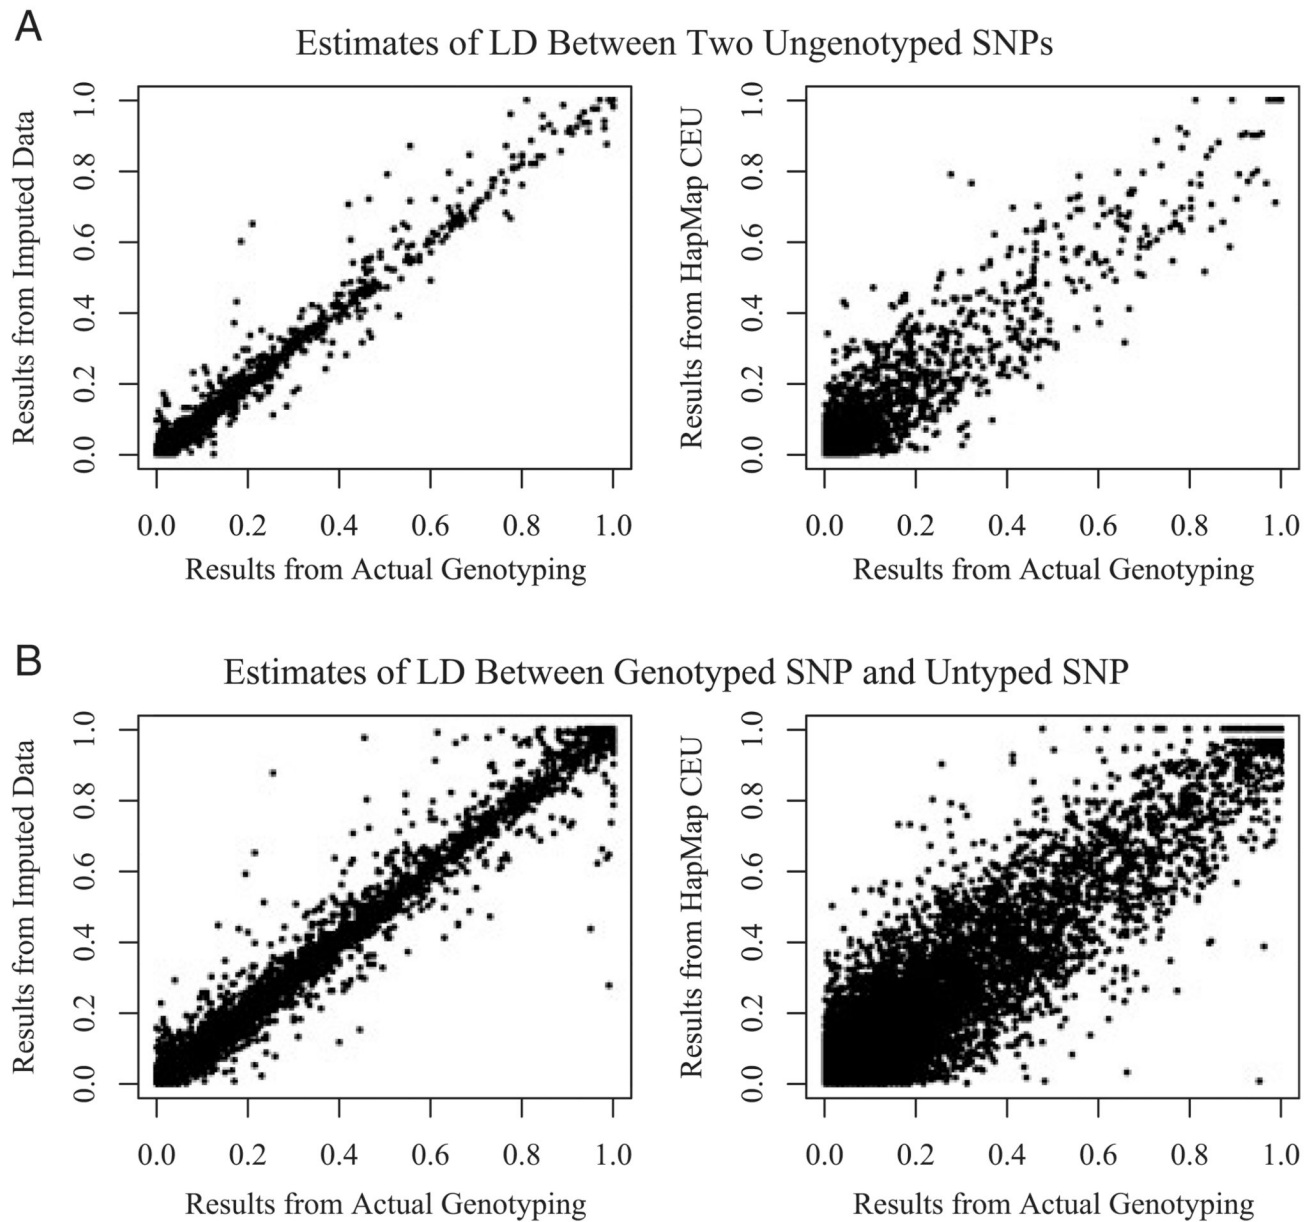 A
Estimates of LD Between Two Ungenotyped SNPs
Results from Imputed Data
0.0 0.2 0.4 0.6 0.8 1.0
0.0 0.2 0.4 0.6 0.8 1.0
Results from Actual Genotyping
Results from HapMap CEU
0.0 0.2 0.4 0.6 0.8 1.0
0.0 0.2 0.4 0.6 0.8 1.0
Results from Actual Genotyping
B
Estimates of LD Between Genotyped SNP and Untyped SNP
Results from Imputed Data
0.0 0.2 0.4 0.6 0.8 1.0
0.0 0.2 0.4 0.6 0.8 1.0
Results from Actual Genotyping
Results from HapMap CEU
0.0 0.2 0.4 0.6 0.8 1.0
0.0 0.2 0.4 0.6 0.8 1.0
Results from Actual Genotyping